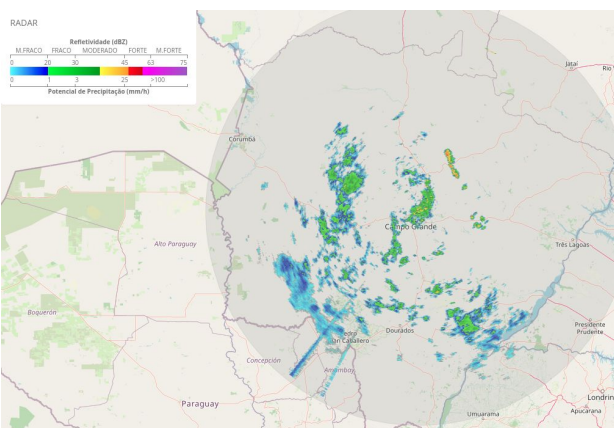 RADAR
Refletividade (dBZ)
M.FRACO FRACO MODERADO FORTE M.FORTE
0 20 30 45 63 75
0 1 3 25 >100
Potencial de Precipitação (mm/h)
Jataí
Rio
Corumbá
Campo Grande
Alto Paraguay
Três Lagoas
Boquerón
Presidente
Prudente
Dourados
Pedro
Juan Caballero
Concepción
Amambay
Londrin
Paraguay
Apucarana
Umuarama